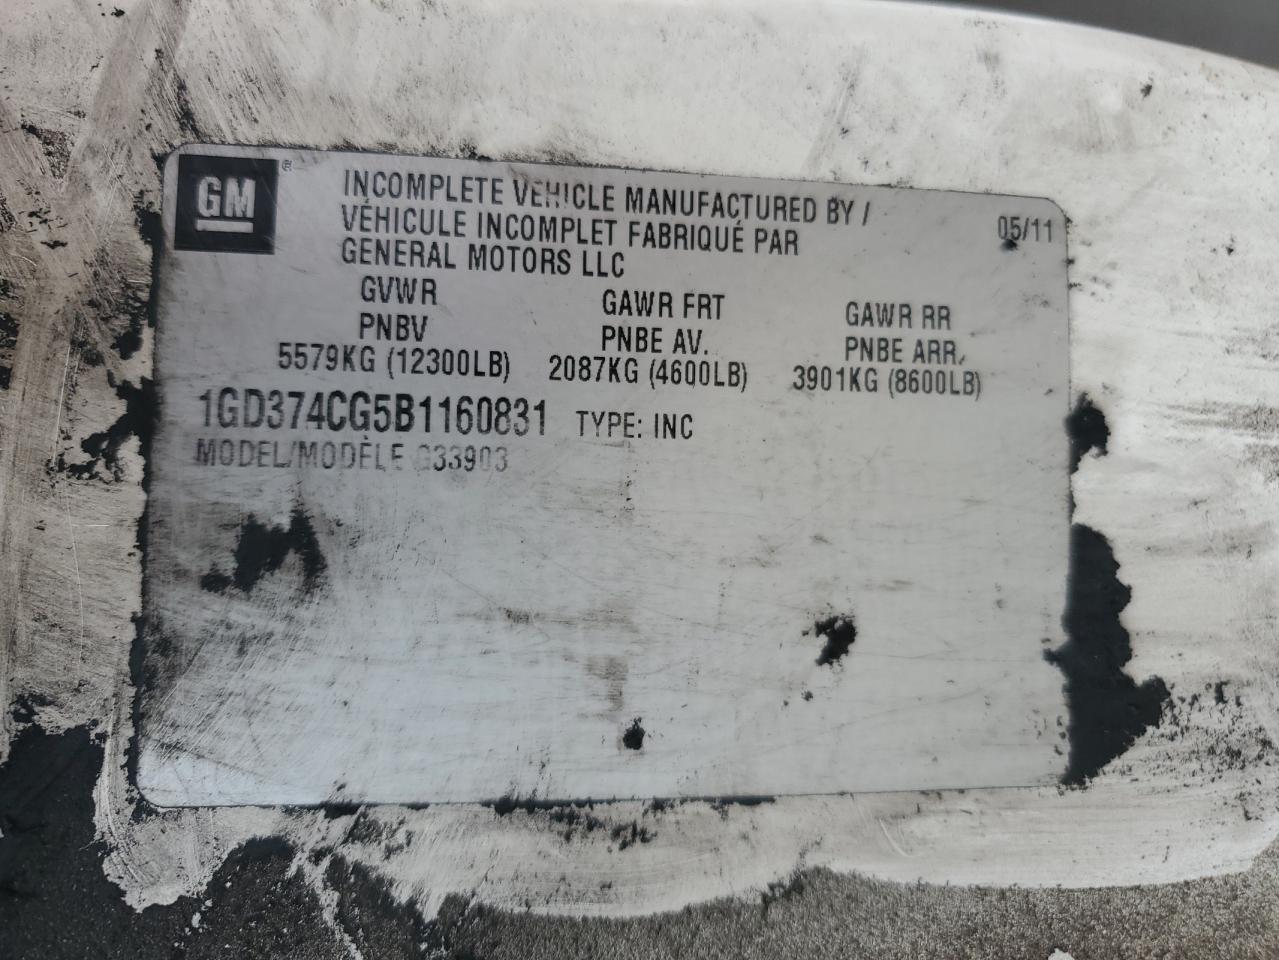 GM ®
INCOMPLETE VEHICLE MANUFACTURED BY /
VÉHICULE INCOMPLET FABRIQUÉ PAR
GENERAL MOTORS LLC
05/11
GVWR GAWR FRT GAWR RR
PNBV PNBE AV. PNBE ARR.
5579KG (12300LB) 2087KG (4600LB) 3901KG (8600LB)
1GD374CG5B1160831 TYPE: INC
MODEL/MODÈLE G33903